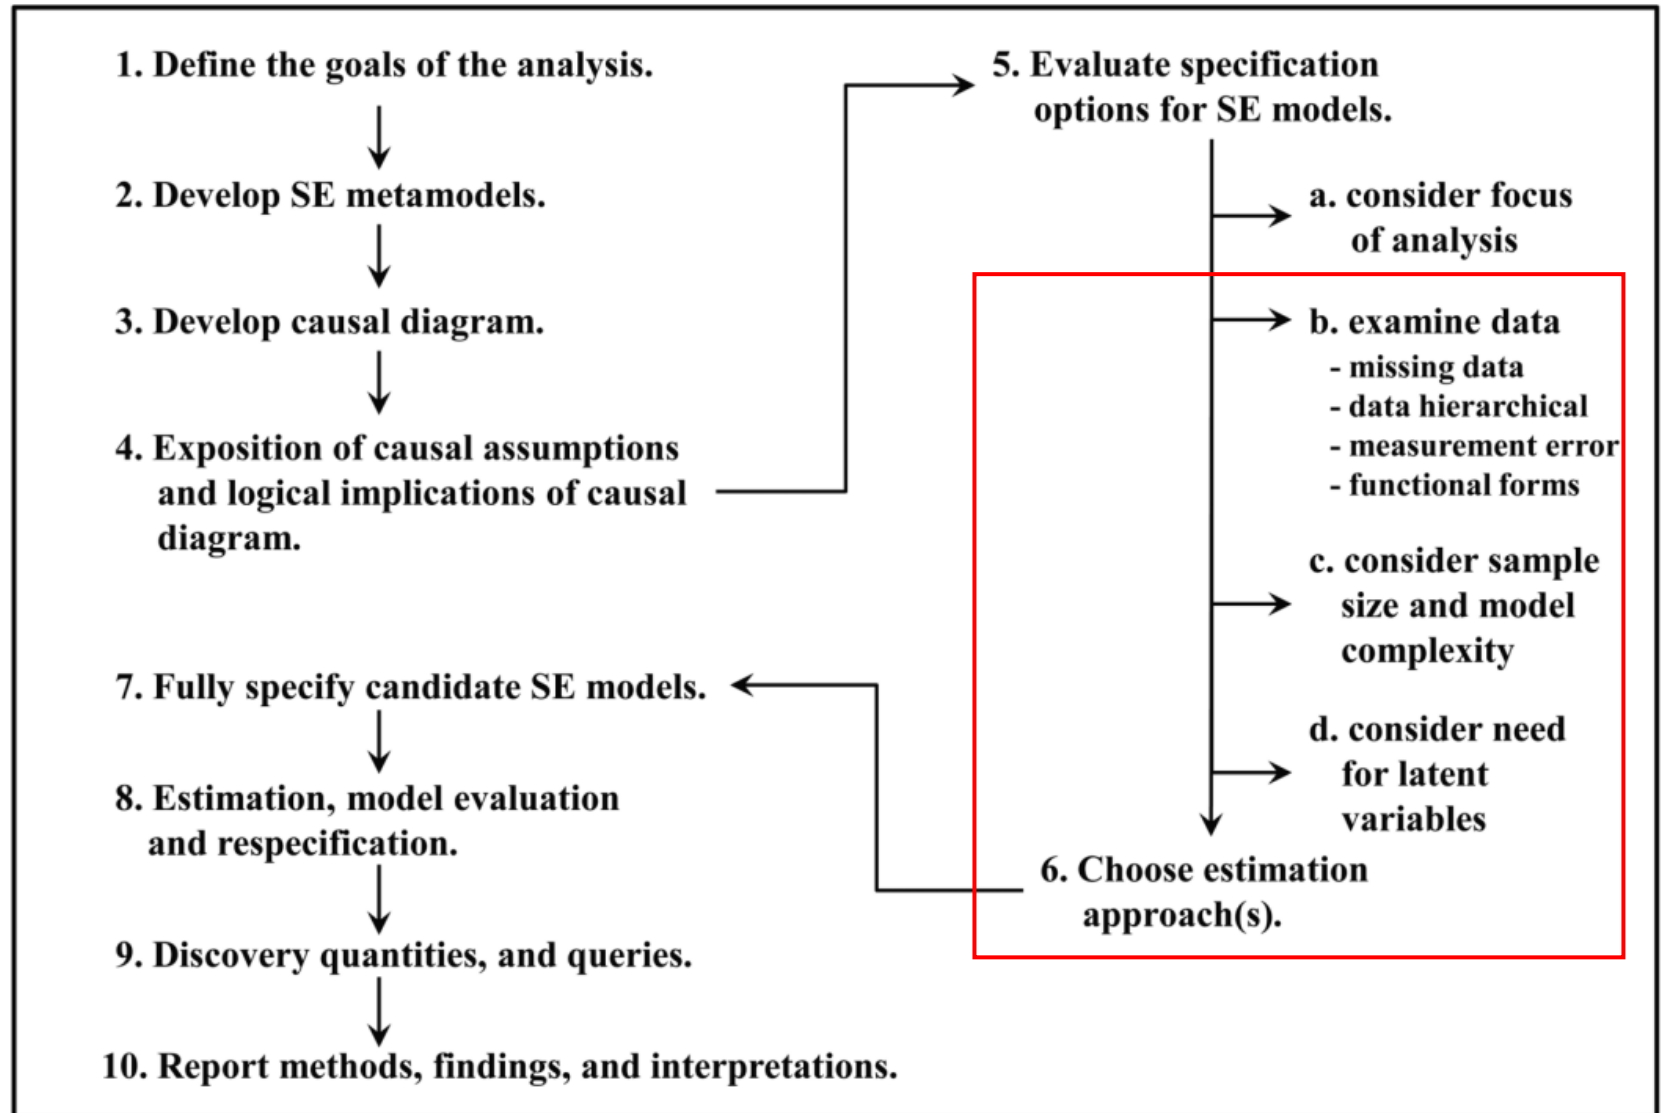 1. Define the goals of the analysis.
2. Develop SE metamodels.
3. Develop causal diagram.
4. Exposition of causal assumptions
and logical implications of causal
diagram.
5. Evaluate specification
options for SE models.
a. consider focus
of analysis
b. examine data
- missing data
- data hierarchical
- measurement error
- functional forms
c. consider sample
size and model
complexity
d. consider need
for latent
variables
6. Choose estimation
approach(s).
7. Fully specify candidate SE models.
8. Estimation, model evaluation
and respecification.
9. Discovery quantities, and queries.
10. Report methods, findings, and interpretations.